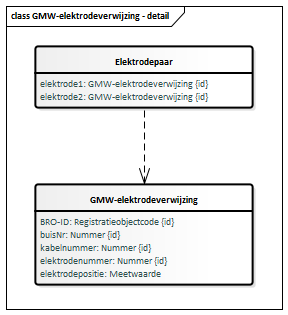 class GMW-elektrodeverwijzing - detail
Elektrodepaar
elektrode1: GMW-elektrodeverwijzing {id}
elektrode2: GMW-elektrodeverwijzing {id}
GMW-elektrodeverwijzing
BRO-ID: Registratieobjectcode {id}
buisNr: Nummer {id}
kabelnummer: Nummer {id}
elektrodenummer: Nummer {id}
elektrodepositie: Meetwaarde